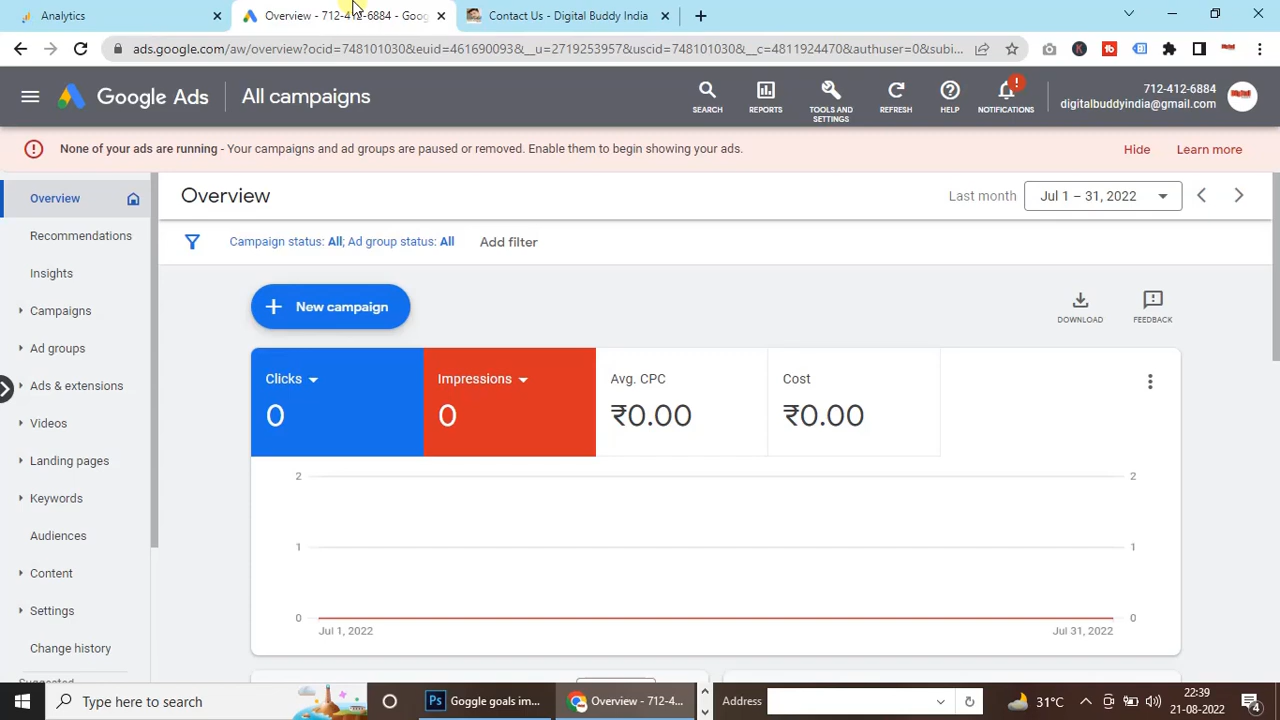 Analytics
Overview - 712-412-6884 - Goog
Contact Us - Digital Buddy India
ads.google.com/aw/overview?ocid=748101030&euid=461690093&__u=2719253957&uscid=748101030&__c=4811924470&authuser=0&subi...
Google Ads
All campaigns
SEARCH
REPORTS
TOOLS AND
SETTINGS
REFRESH
HELP
NOTIFICATIONS
712-412-6884
digitalbuddyindia@gmail.com
None of your ads are running - Your campaigns and ad groups are paused or removed. Enable them to begin showing your ads.
Hide
Learn more
Overview
Recommendations
Insights
Campaigns
Ad groups
Ads & extensions
Videos
Landing pages
Keywords
Audiences
Content
Settings
Change history
Suggested
Overview
Last month
Jul 1 – 31, 2022
Campaign status: All; Ad group status: All
Add filter
New campaign
DOWNLOAD
FEEDBACK
Clicks
0
Impressions
0
Avg. CPC
₹0.00
Cost
₹0.00
2
2
1
1
0
0
Jul 1, 2022
Jul 31, 2022
Type here to search
Goggle goals im...
Overview - 712-4...
Address
31°C
22:39
21-08-2022
4